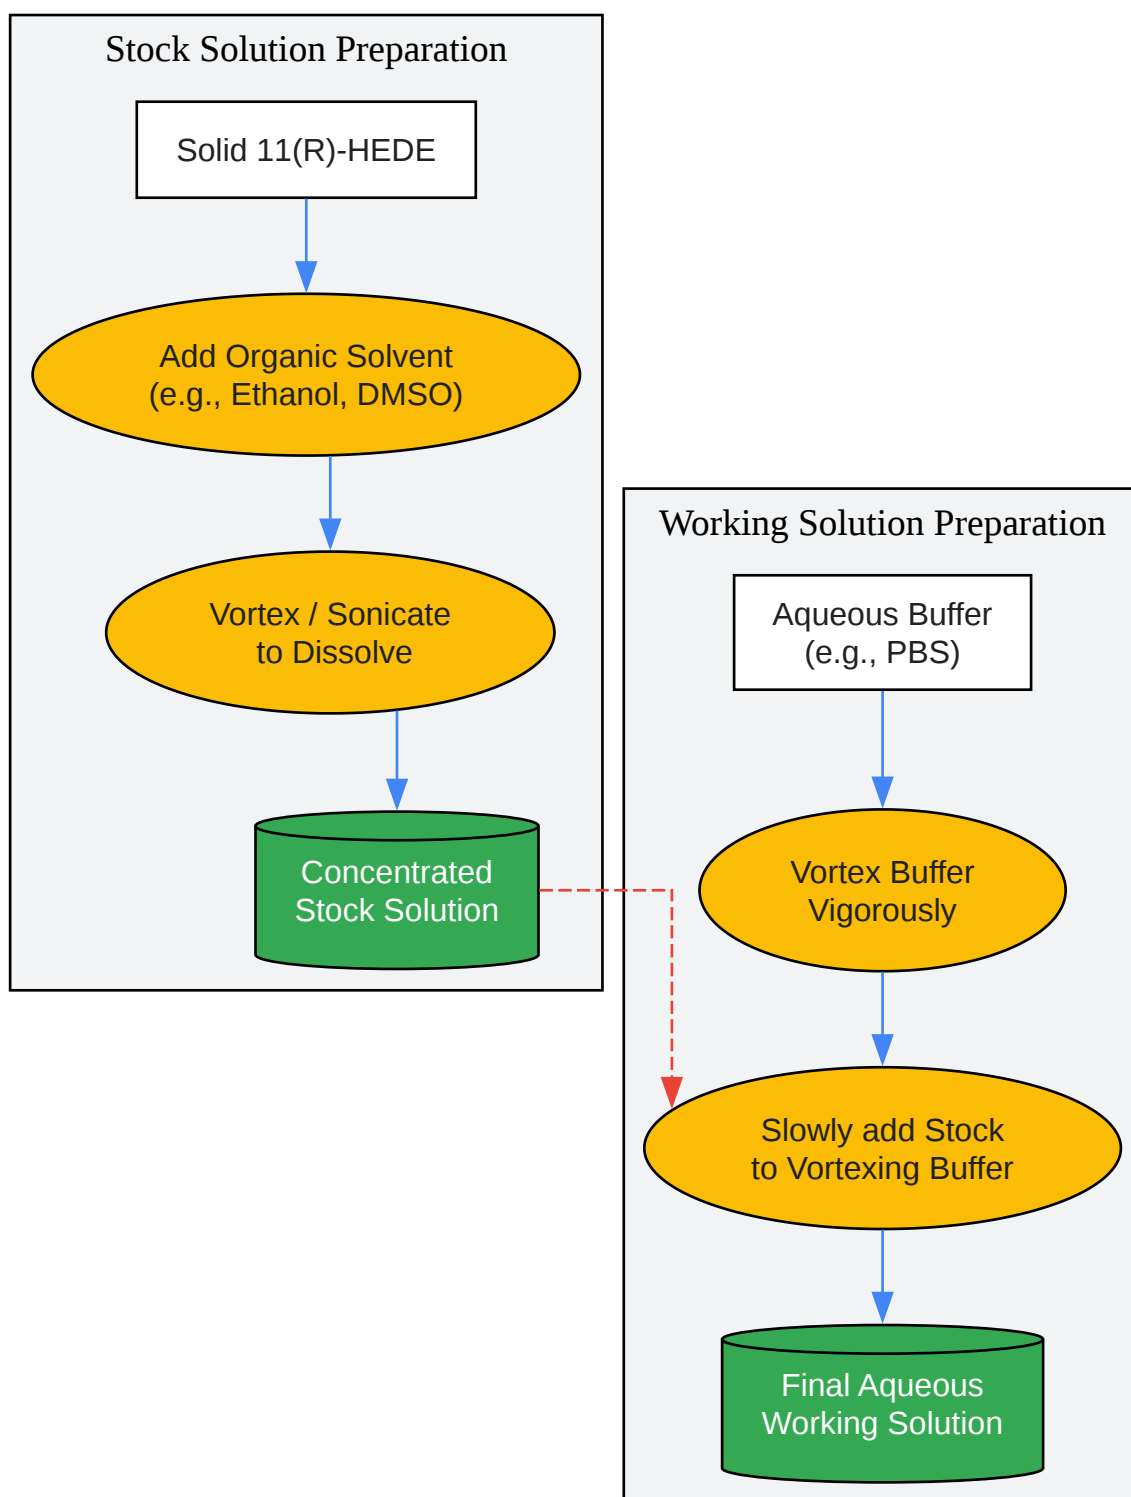 Stock Solution Preparation
Solid 11(R)-HEDE
Add Organic Solvent
(e.g., Ethanol, DMSO)
Vortex / Sonicate
to Dissolve
Concentrated
Stock Solution
Working Solution Preparation
Aqueous Buffer
(e.g., PBS)
Vortex Buffer
Vigorously
Slowly add Stock
to Vortexing Buffer
Final Aqueous
Working Solution